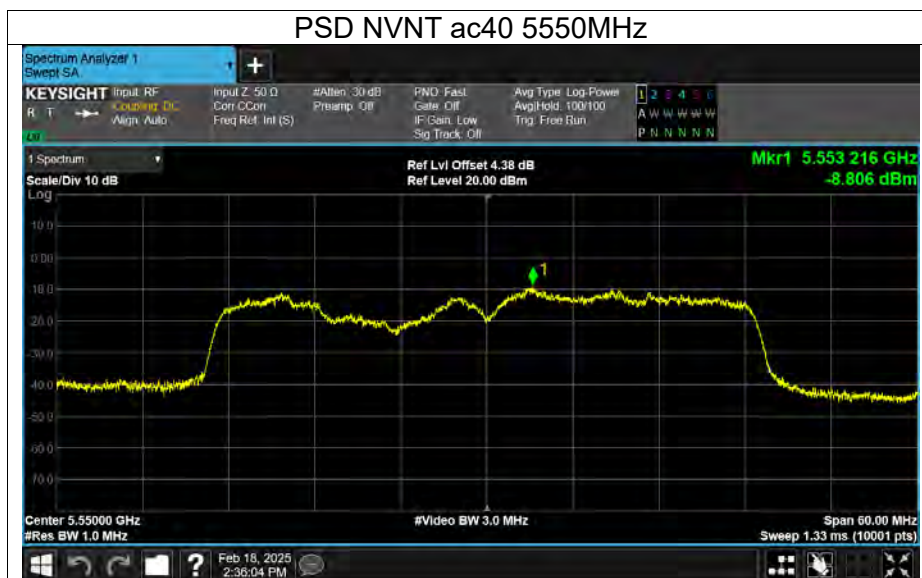 PSD NVNT ac40 5550MHz
Spectrum Analyzer 1
Swept SA
+
KEYSIGHT Input: RF
R T Coupling: DC
Align: Auto
Input Z: 50 Ω
Corr CCorr
Freq Ref: Int (S)
#Atten: 30 dB
Preamp: Off
PNO: Fast
Gate: Off
IF Gain: Low
Sig Track: Off
Avg Type: Log-Power
Avg|Hold: 100/100
Trig: Free Run
1 2 3 4 5 6
A W W W W W
P N N N N N
1 Spectrum
Scale/Div 10 dB
Log
Ref Lvl Offset 4.38 dB
Ref Level 20.00 dBm
Mkr1 5.553 216 GHz
-8.806 dBm
10.0
0.00
-10.0
-20.0
-30.0
-40.0
-50.0
-60.0
-70.0
1
Center 5.55000 GHz
#Res BW 1.0 MHz
#Video BW 3.0 MHz
Span 60.00 MHz
Sweep 1.33 ms (10001 pts)
?
Feb 18, 2025
2:36:04 PM